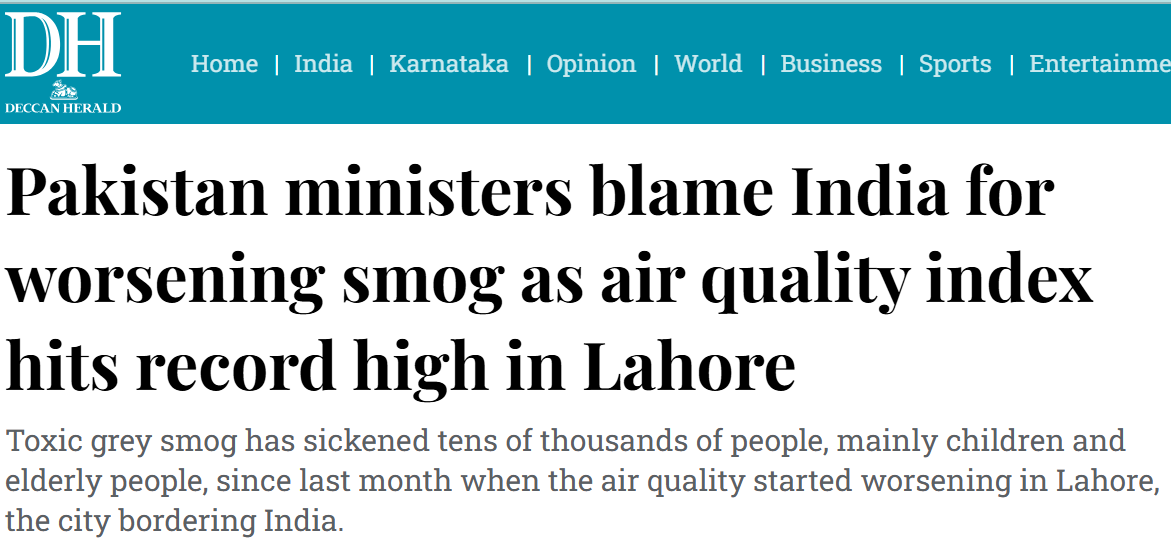 DH
DECCAN HERALD
Home | India | Karnataka | Opinion | World | Business | Sports | Entertainme
Pakistan ministers blame India for
worsening smog as air quality index
hits record high in Lahore
Toxic grey smog has sickened tens of thousands of people, mainly children and
elderly people, since last month when the air quality started worsening in Lahore,
the city bordering India.